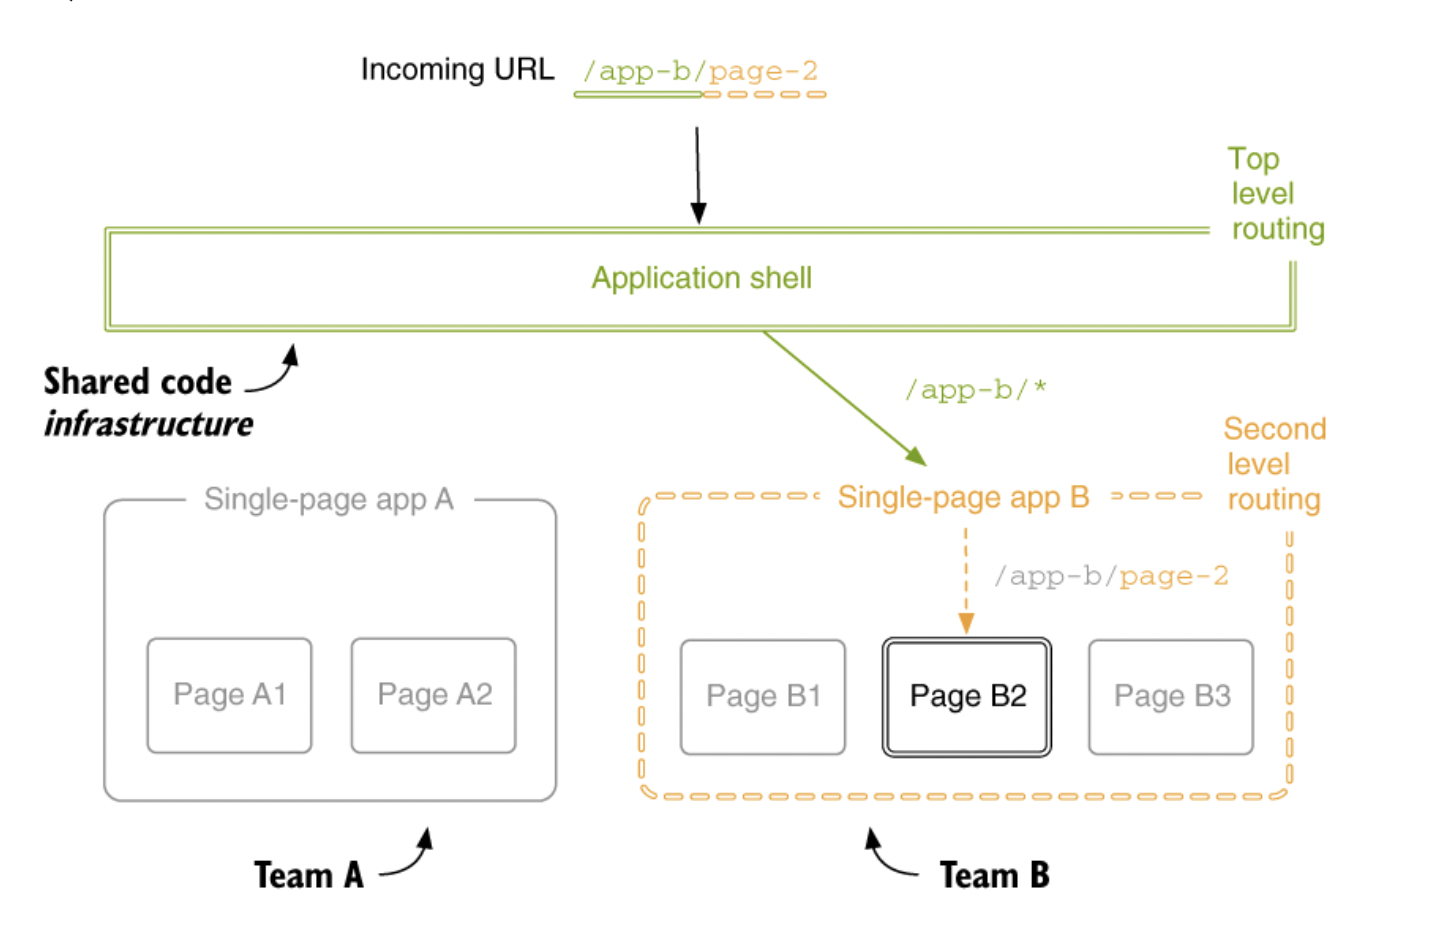 Incoming URL /app-b/page-2
Top
level
routing
Application shell
Shared code
infrastructure
/app-b/*
Second
level
routing
Single-page app A
Single-page app B
/app-b/page-2
Page A1
Page A2
Page B1
Page B2
Page B3
Team A
Team B